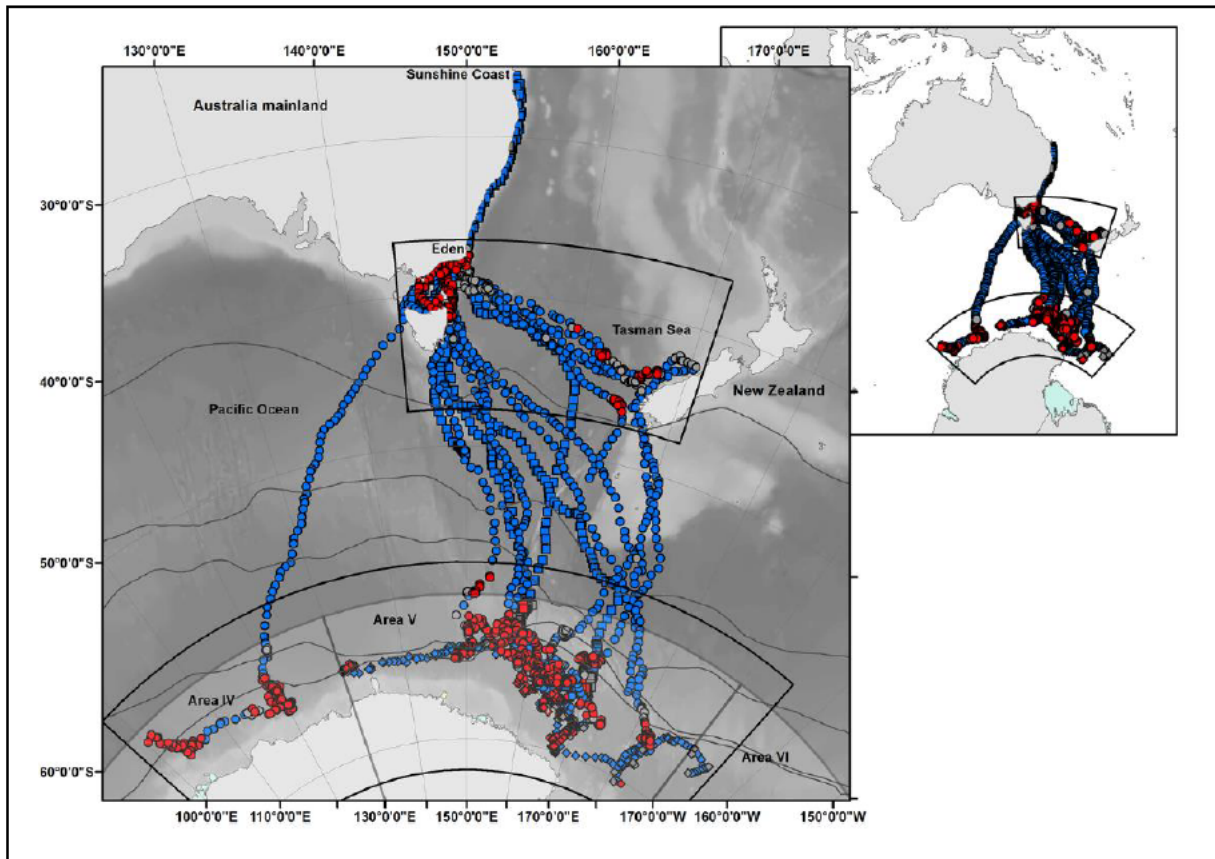 130°0'0"E 140°0'0"E 150°0'0"E 160°0'0"E 170°0'0"E
Sunshine Coast
Australia mainland
30°0'0"S
Eden
Tasman Sea
40°0'0"S
New Zealand
Pacific Ocean
50°0'0"S
Area V
Area IV
Area VI
60°0'0"S
100°0'0"E 110°0'0"E 130°0'0"E 150°0'0"E 170°0'0"E 170°0'0"W 160°0'0"W 150°0'0"W